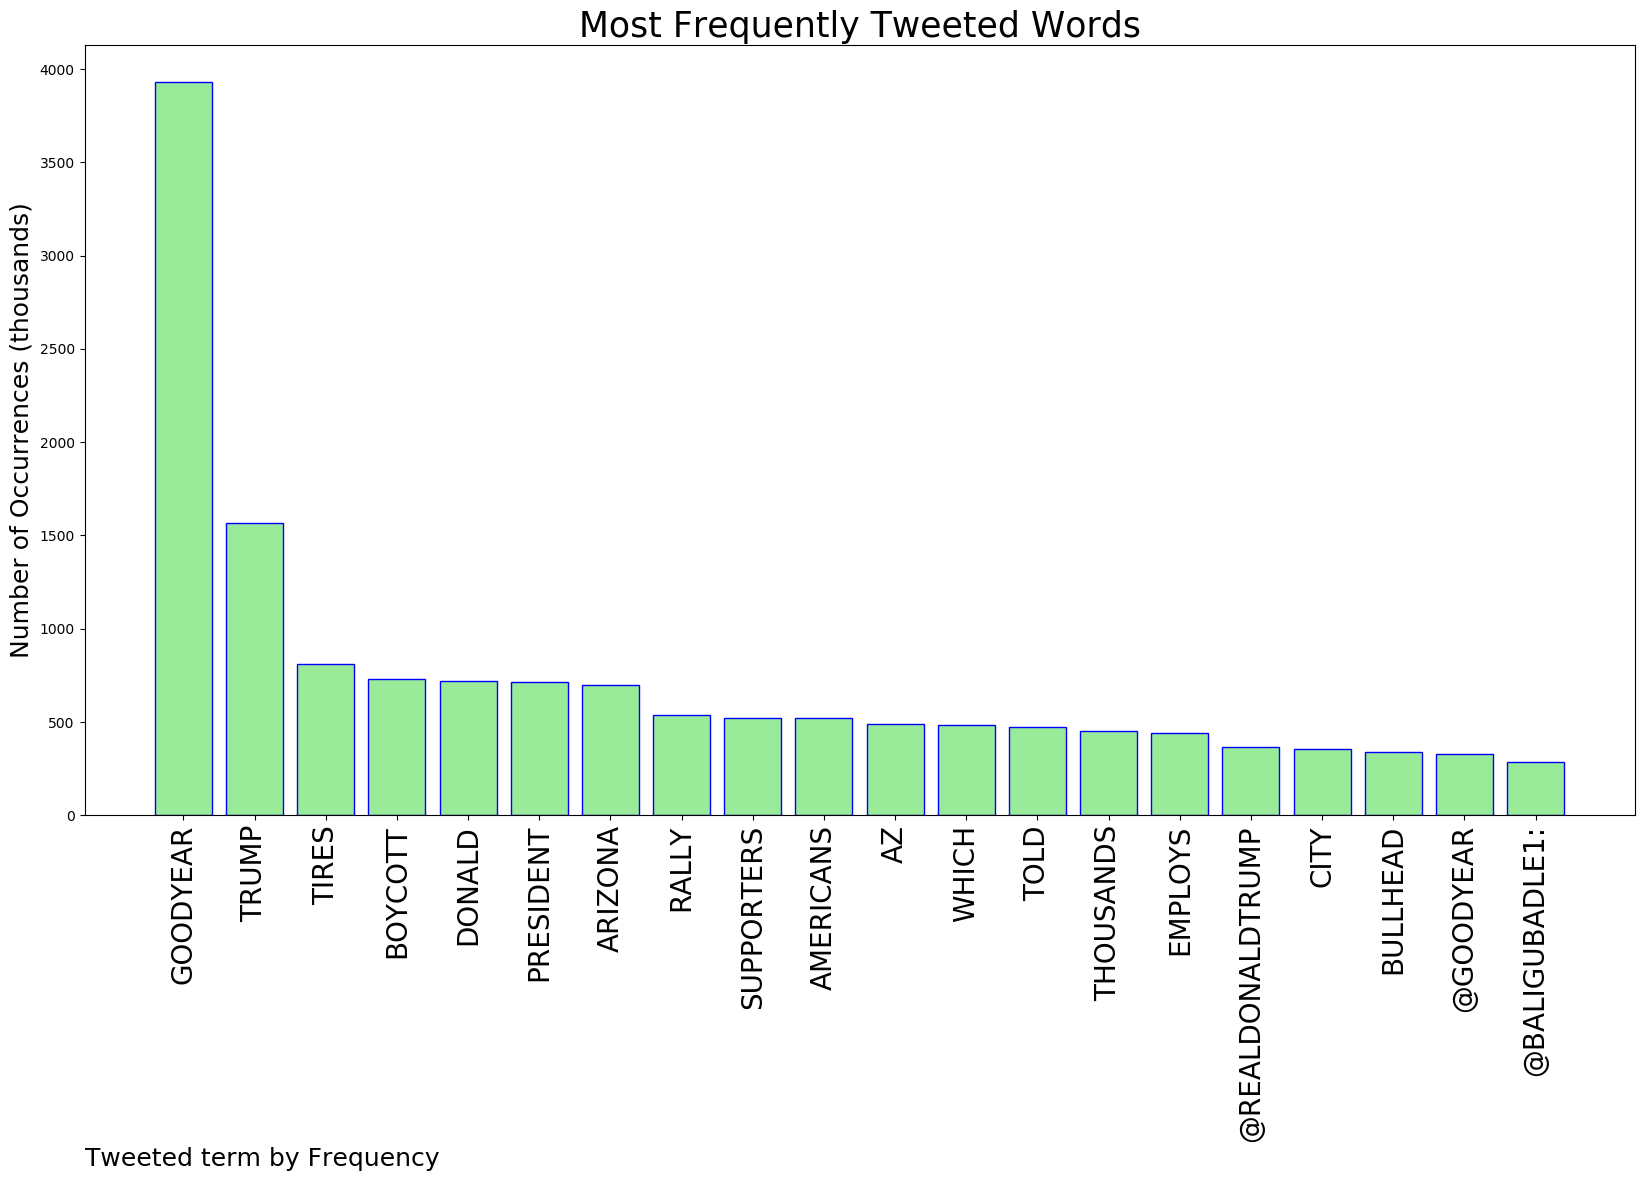 Most Frequently Tweeted Words
Number of Occurrences (thousands)
4000
3500
3000
2500
2000
1500
1000
500
0
GOODYEAR
TRUMP
TIRES
BOYCOTT
DONALD
PRESIDENT
ARIZONA
RALLY
SUPPORTERS
AMERICANS
AZ
WHICH
TOLD
THOUSANDS
EMPLOYS
@REALDONALDTRUMP
CITY
BULLHEAD
@GOODYEAR
@BALIGUBADLE1:
Tweeted term by Frequency